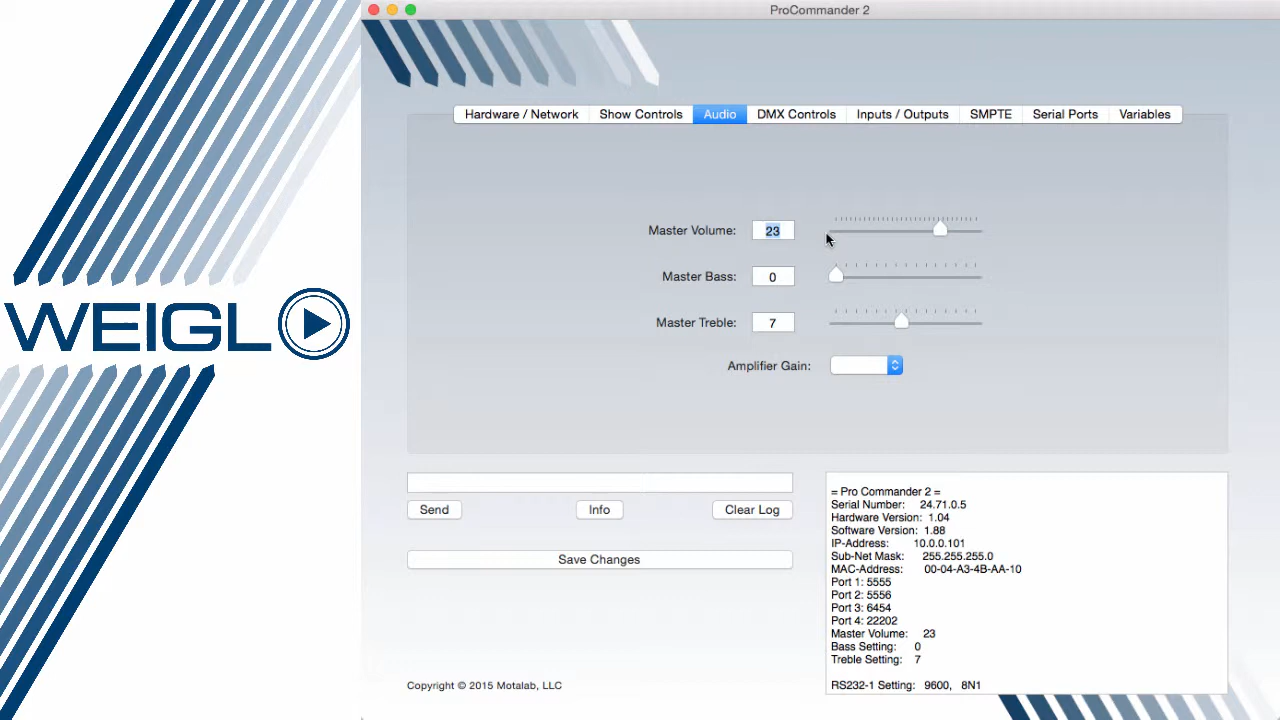 ProCommander 2
WEIGL
Hardware / Network Show Controls Audio DMX Controls Inputs / Outputs SMPTE Serial Ports Variables
Master Volume: 23
Master Bass: 0
Master Treble: 7
Amplifier Gain:
Send Info Clear Log
Save Changes
= Pro Commander 2 =
Serial Number: 24.71.0.5
Hardware Version: 1.04
Software Version: 1.88
IP-Address: 10.0.0.101
Sub-Net Mask: 255.255.255.0
MAC-Address: 00-04-A3-4B-AA-10
Port 1: 5555
Port 2: 5556
Port 3: 6454
Port 4: 22202
Master Volume: 23
Bass Setting: 0
Treble Setting: 7
RS232-1 Setting: 9600, 8N1
Copyright © 2015 Motalab, LLC